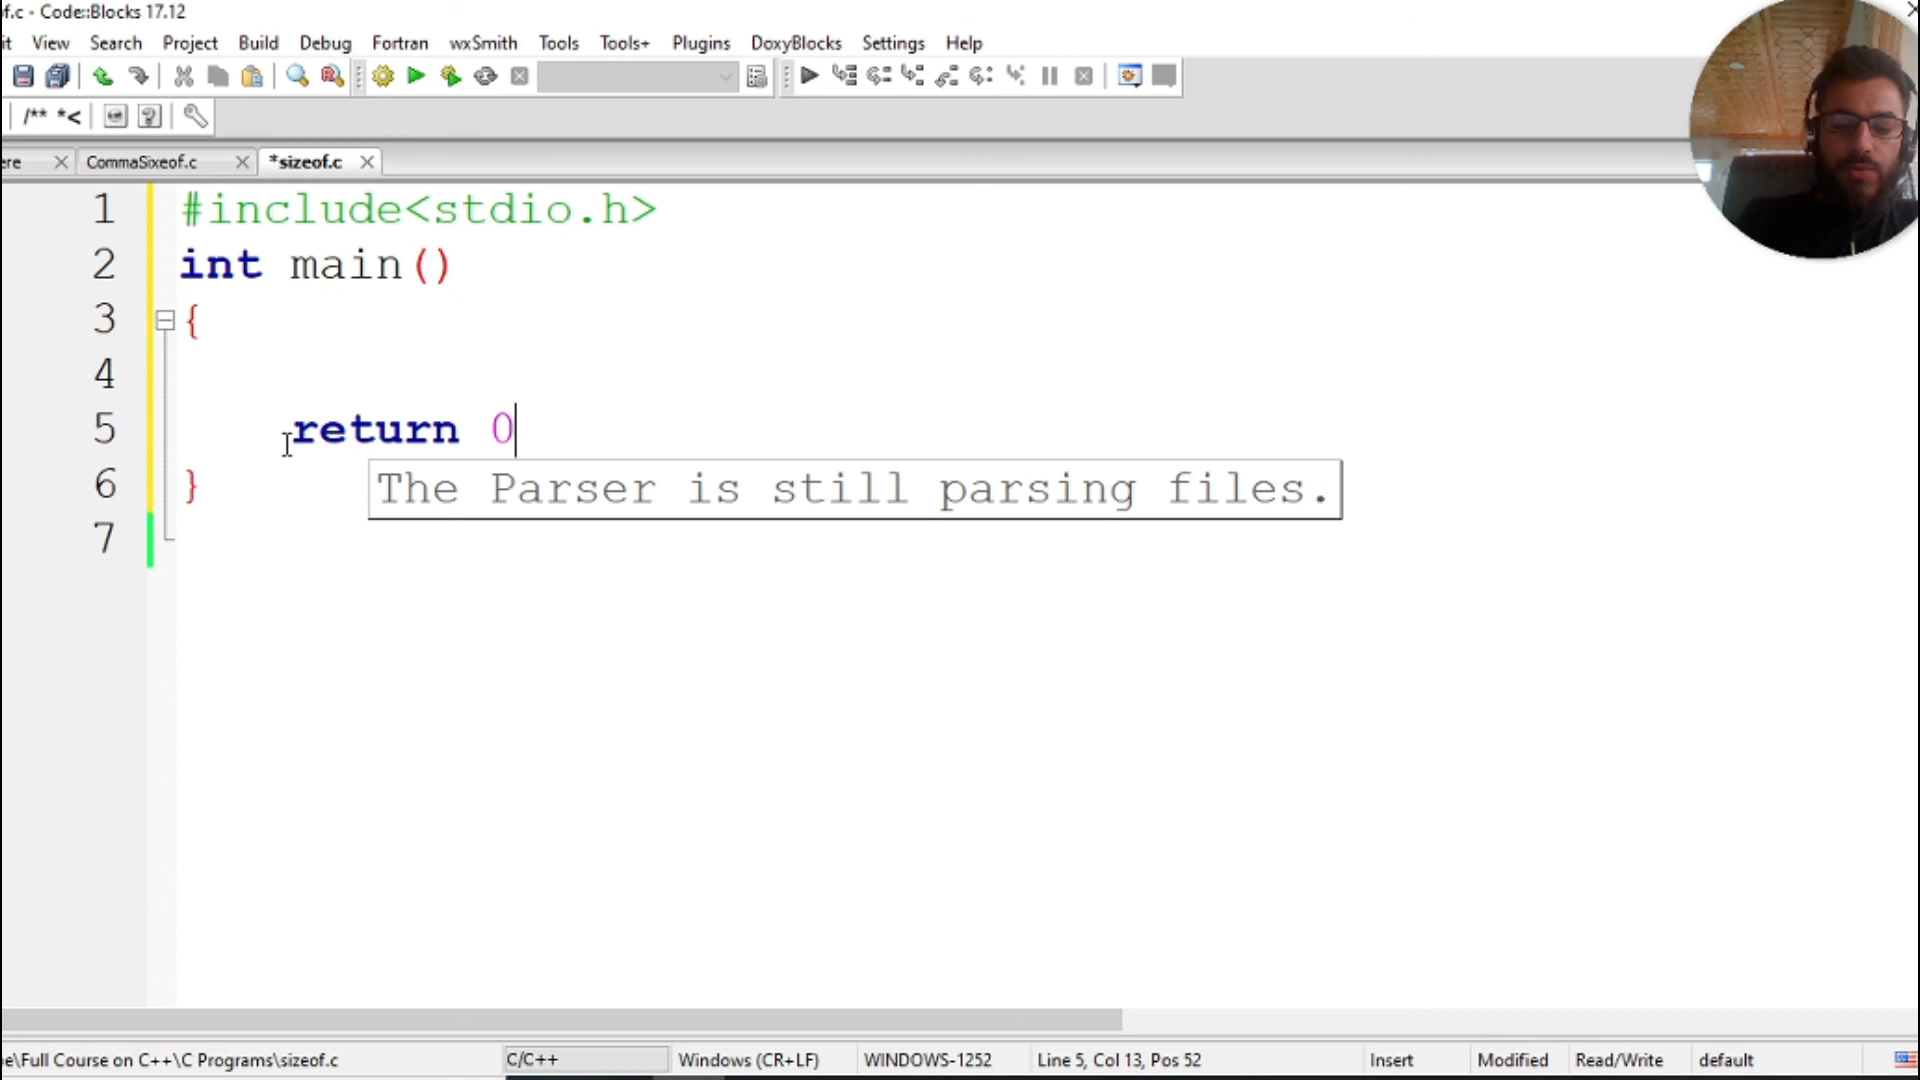 f.c - Code::Blocks 17.12
it View Search Project Build Debug Fortran wxSmith Tools Tools+ Plugins DoxyBlocks Settings Help
/** *<
ere CommaSixeof.c *sizeof.c
1 #include<stdio.h>
2 int main()
3 {
4
5 return 0
6 }
The Parser is still parsing files.
7
be\Full Course on C++\C Programs\sizeof.c C/C++ Windows (CR+LF) WINDOWS-1252 Line 5, Col 13, Pos 52 Insert Modified Read/Write default